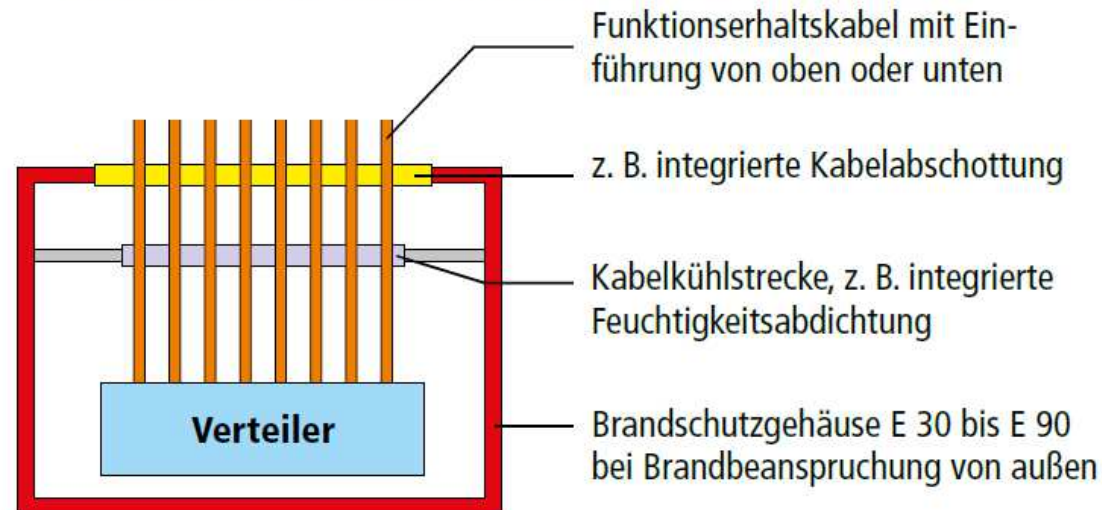 Funktionserhaltskabel mit Ein-
führung von oben oder unten
z. B. integrierte Kabelabschottung
Kabelkühlstrecke, z. B. integrierte
Feuchtigkeitsabdichtung
Verteiler
Brandschutzgehäuse E 30 bis E 90
bei Brandbeanspruchung von außen